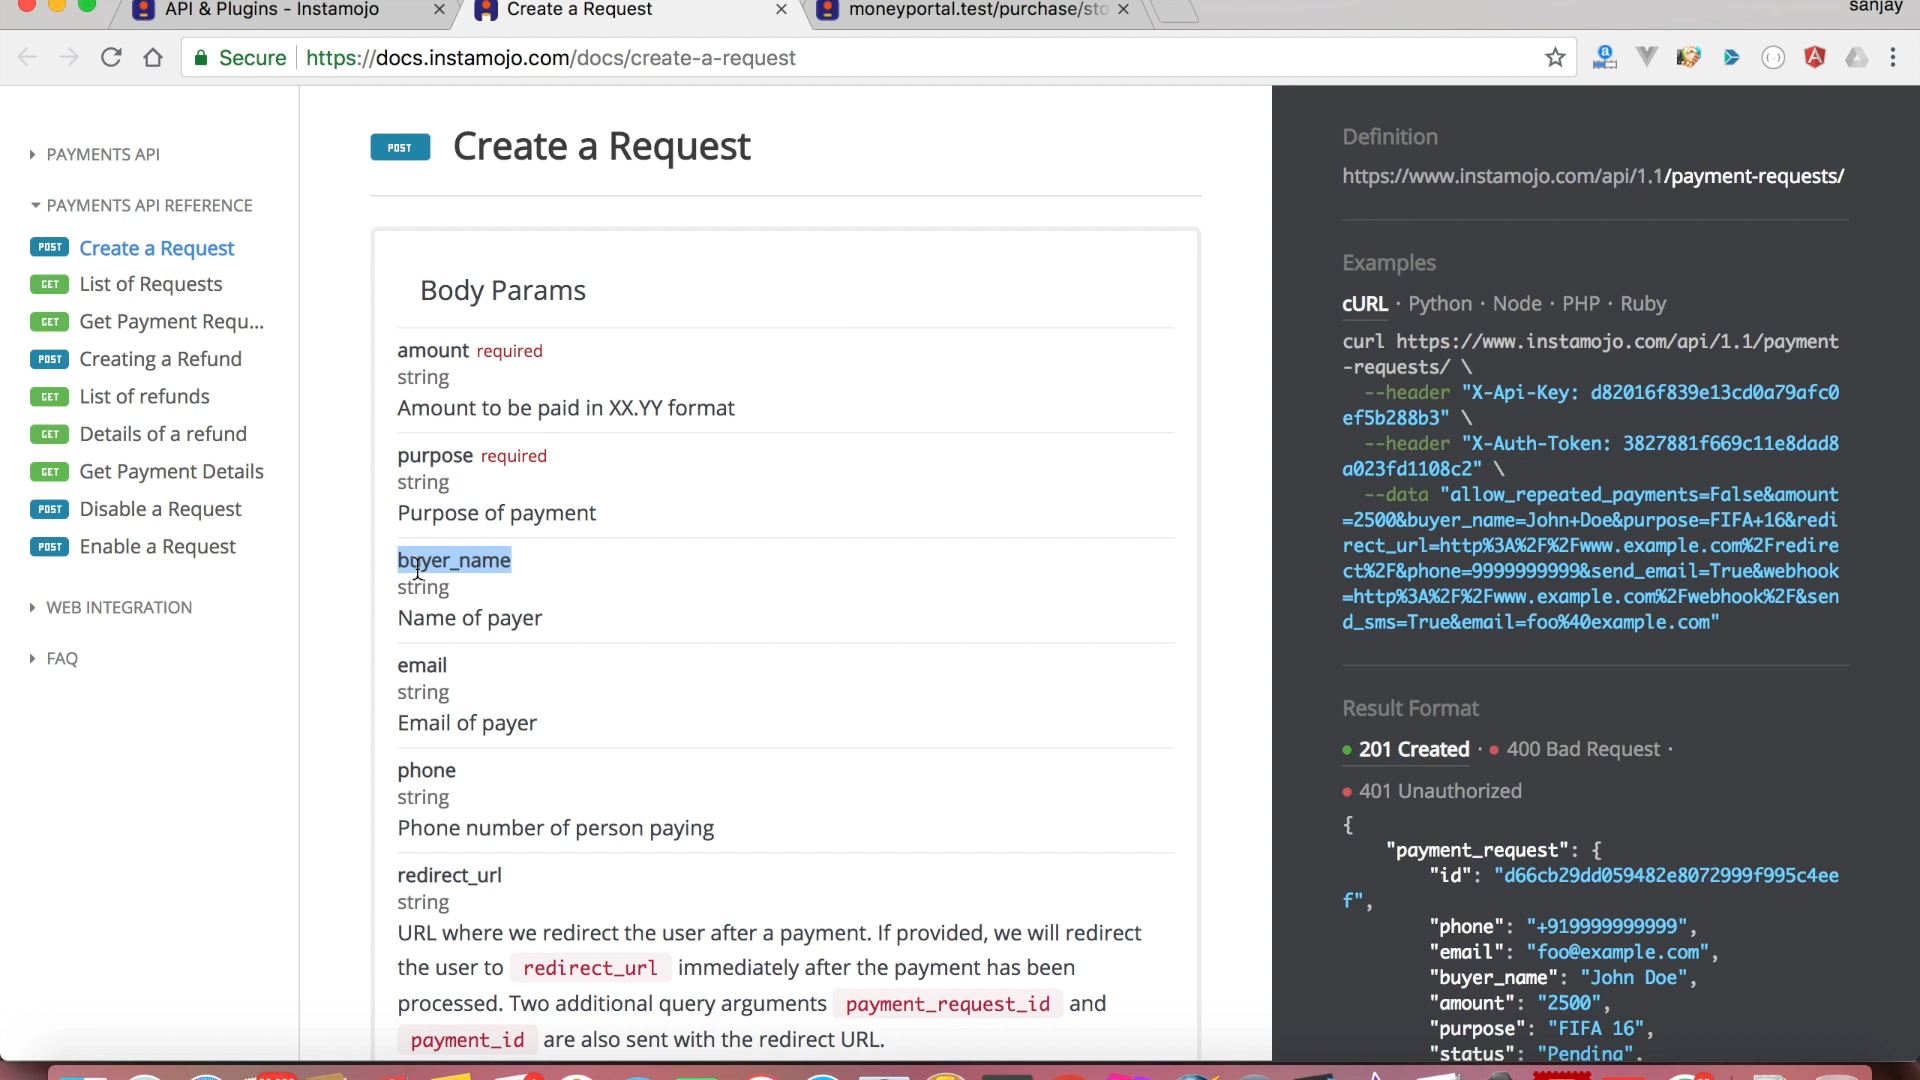 API & Plugins - Instamojo
Create a Request
moneyportal.test/purchase/sto
sanjay
Secure
https://docs.instamojo.com/docs/create-a-request
PAYMENTS API
PAYMENTS API REFERENCE
POST Create a Request
GET List of Requests
GET Get Payment Requ...
POST Creating a Refund
GET List of refunds
GET Details of a refund
GET Get Payment Details
POST Disable a Request
POST Enable a Request
WEB INTEGRATION
FAQ
POST Create a Request
Body Params
amount required
string
Amount to be paid in XX.YY format
purpose required
string
Purpose of payment
buyer_name
string
Name of payer
email
string
Email of payer
phone
string
Phone number of person paying
redirect_url
string
URL where we redirect the user after a payment. If provided, we will redirect
the user to redirect_url immediately after the payment has been
processed. Two additional query arguments payment_request_id and
payment_id are also sent with the redirect URL.
Definition
https://www.instamojo.com/api/1.1/payment-requests/
Examples
cURL · Python · Node · PHP · Ruby
curl https://www.instamojo.com/api/1.1/payment
-requests/ \
--header "X-Api-Key: d82016f839e13cd0a79afc0
ef5b288b3" \
--header "X-Auth-Token: 3827881f669c11e8dad8
a023fd1108c2" \
--data "allow_repeated_payments=False&amount
=2500&buyer_name=John+Doe&purpose=FIFA+16&redi
rect_url=http%3A%2F%2Fwww.example.com%2Fredire
ct%2F&phone=9999999999&send_email=True&webhook
=http%3A%2F%2Fwww.example.com%2Fwebhook%2F&sen
d_sms=True&email=foo%40example.com"
Result Format
201 Created · 400 Bad Request ·
401 Unauthorized
{
"payment_request": {
"id": "d66cb29dd059482e8072999f995c4ee
f",
"phone": "+919999999999",
"email": "foo@example.com",
"buyer_name": "John Doe",
"amount": "2500",
"purpose": "FIFA 16",
"status": "Pending",